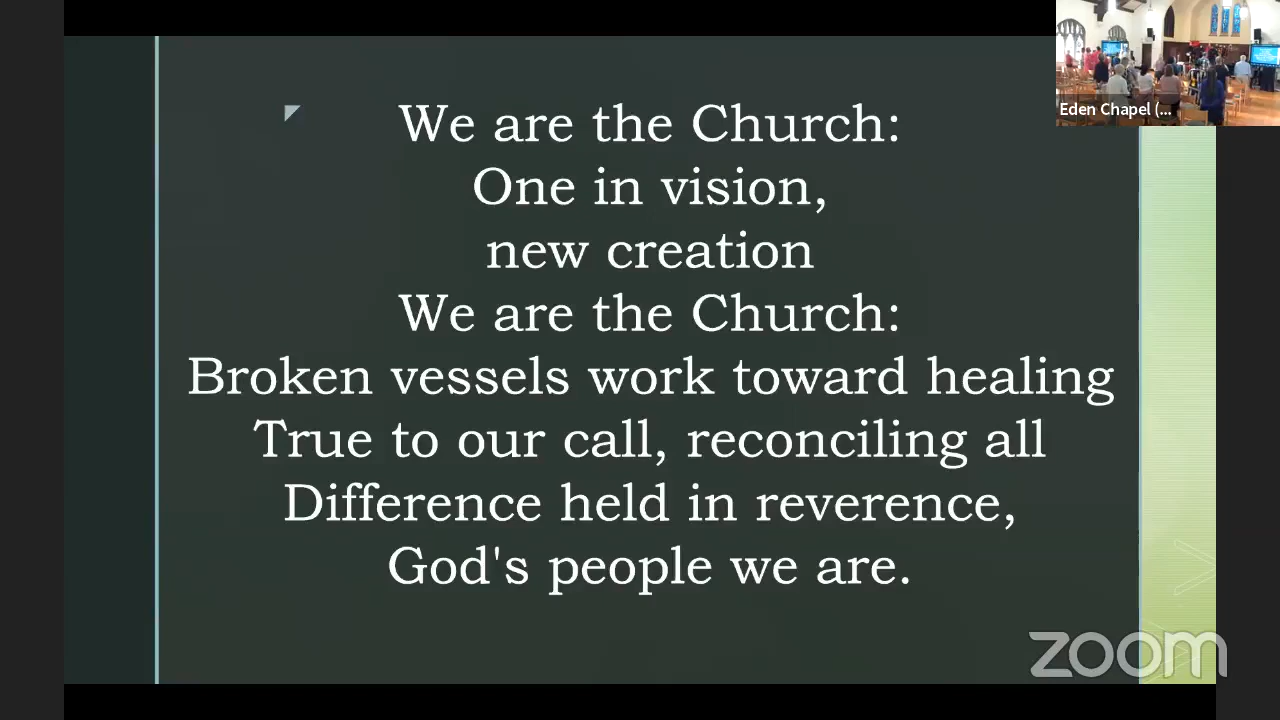 We are the Church:
One in vision,
new creation
We are the Church:
Broken vessels work toward healing
True to our call, reconciling all
Difference held in reverence,
God's people we are.
Eden Chapel (...
zoom